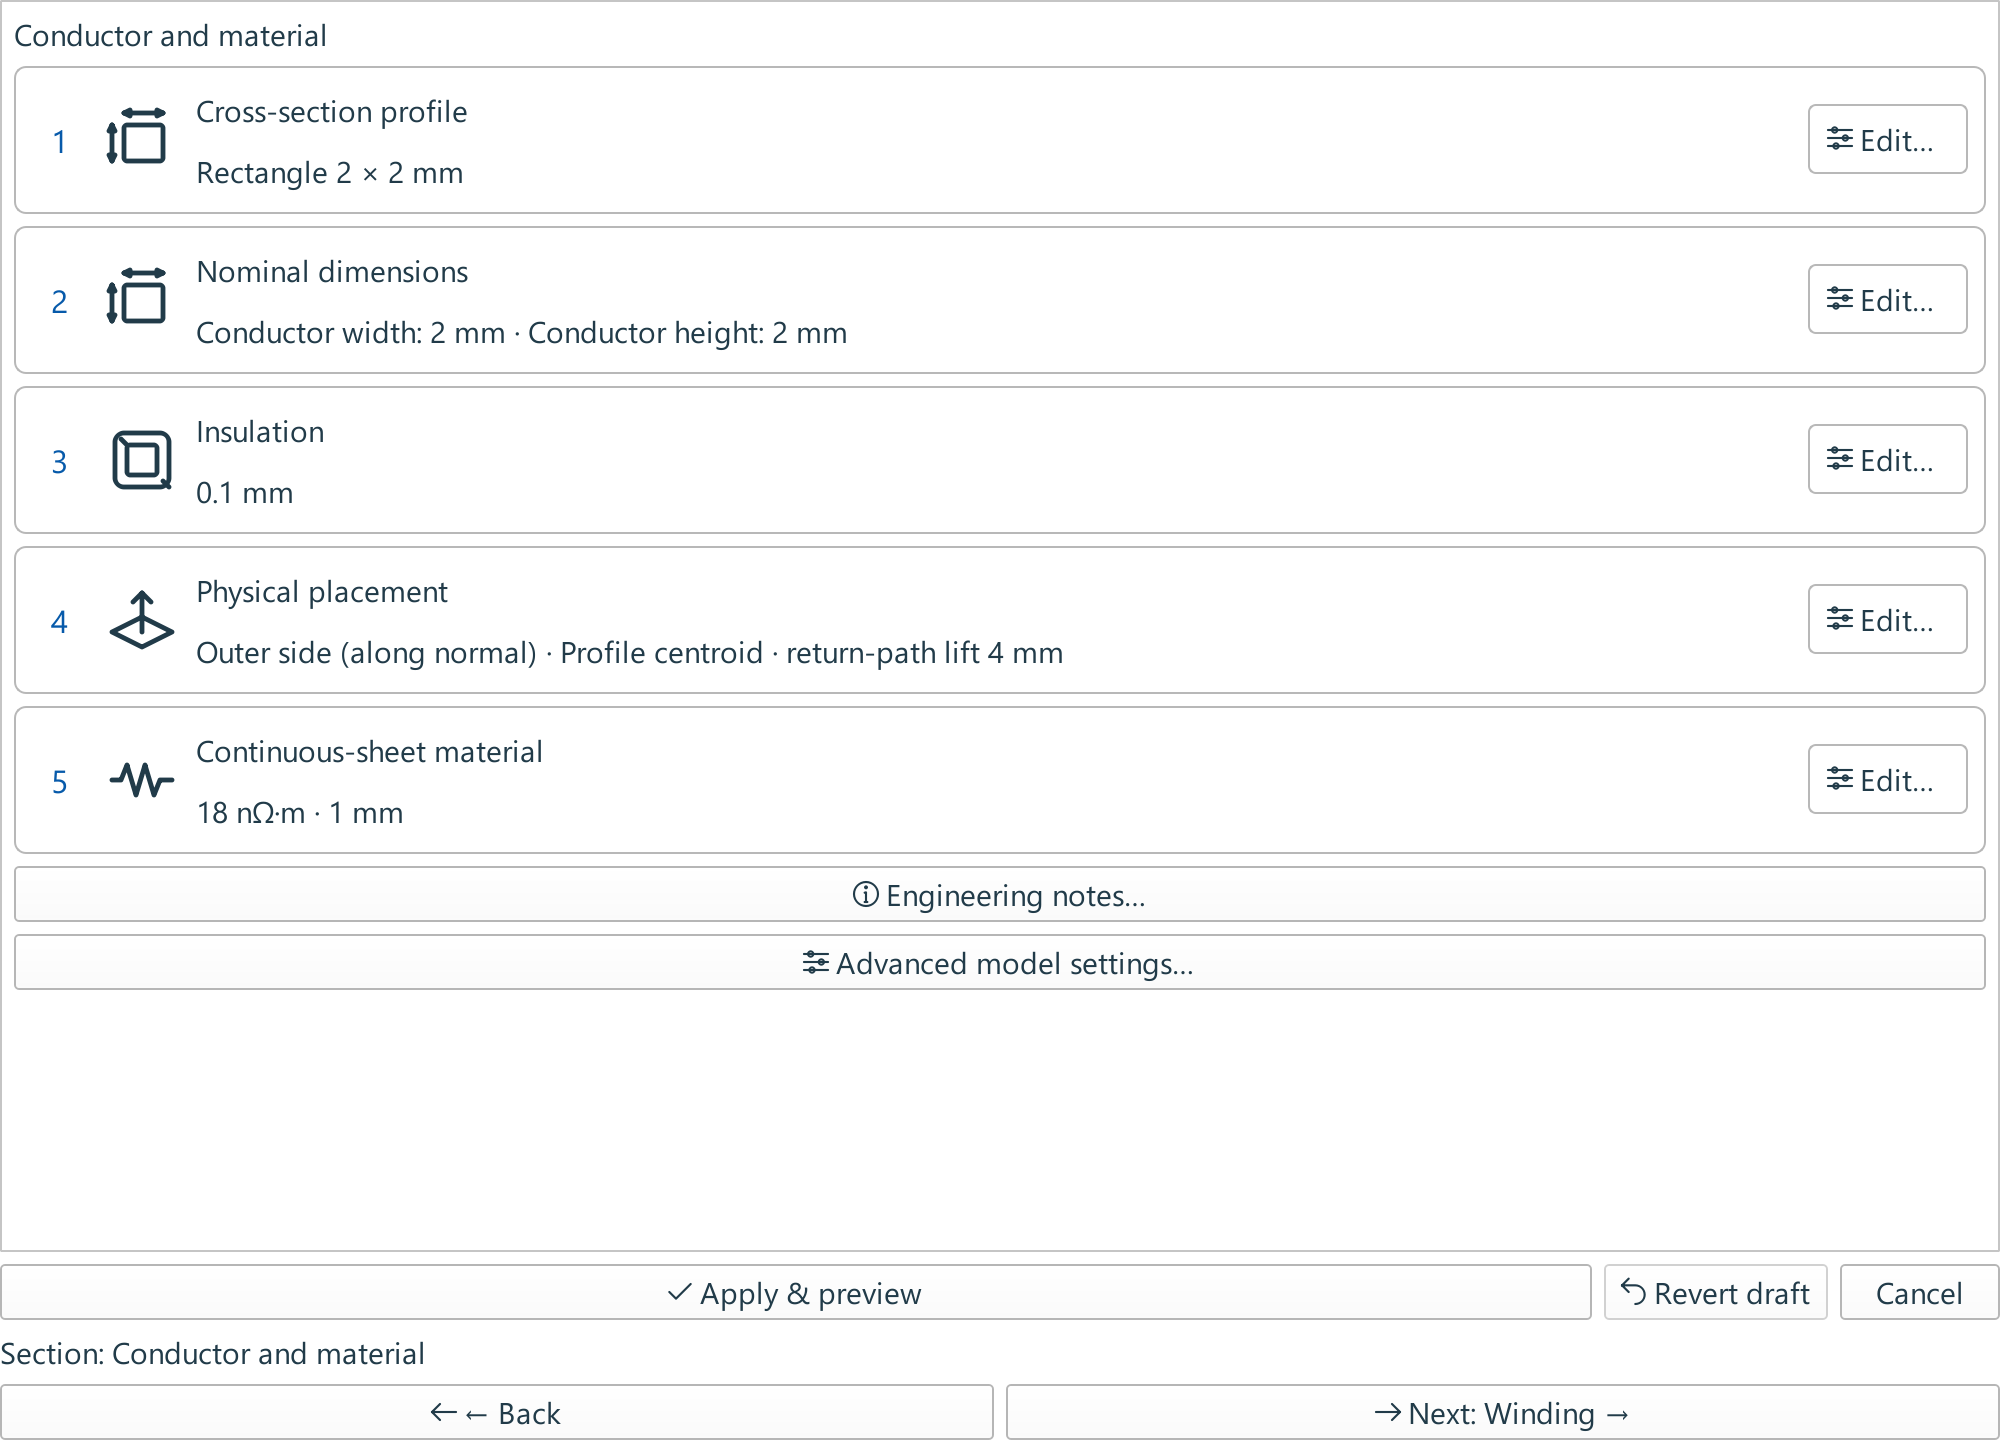 Conductor and material
1
Cross-section profile
Rectangle 2 × 2 mm
Edit...
2
Nominal dimensions
Conductor width: 2 mm · Conductor height: 2 mm
Edit...
3
Insulation
0.1 mm
Edit...
4
Physical placement
Outer side (along normal) · Profile centroid · return-path lift 4 mm
Edit...
5
Continuous-sheet material
18 nΩ·m · 1 mm
Edit...
Engineering notes...
Advanced model settings...
Apply & preview
Revert draft
Cancel
Section: Conductor and material
← Back
Next: Winding →